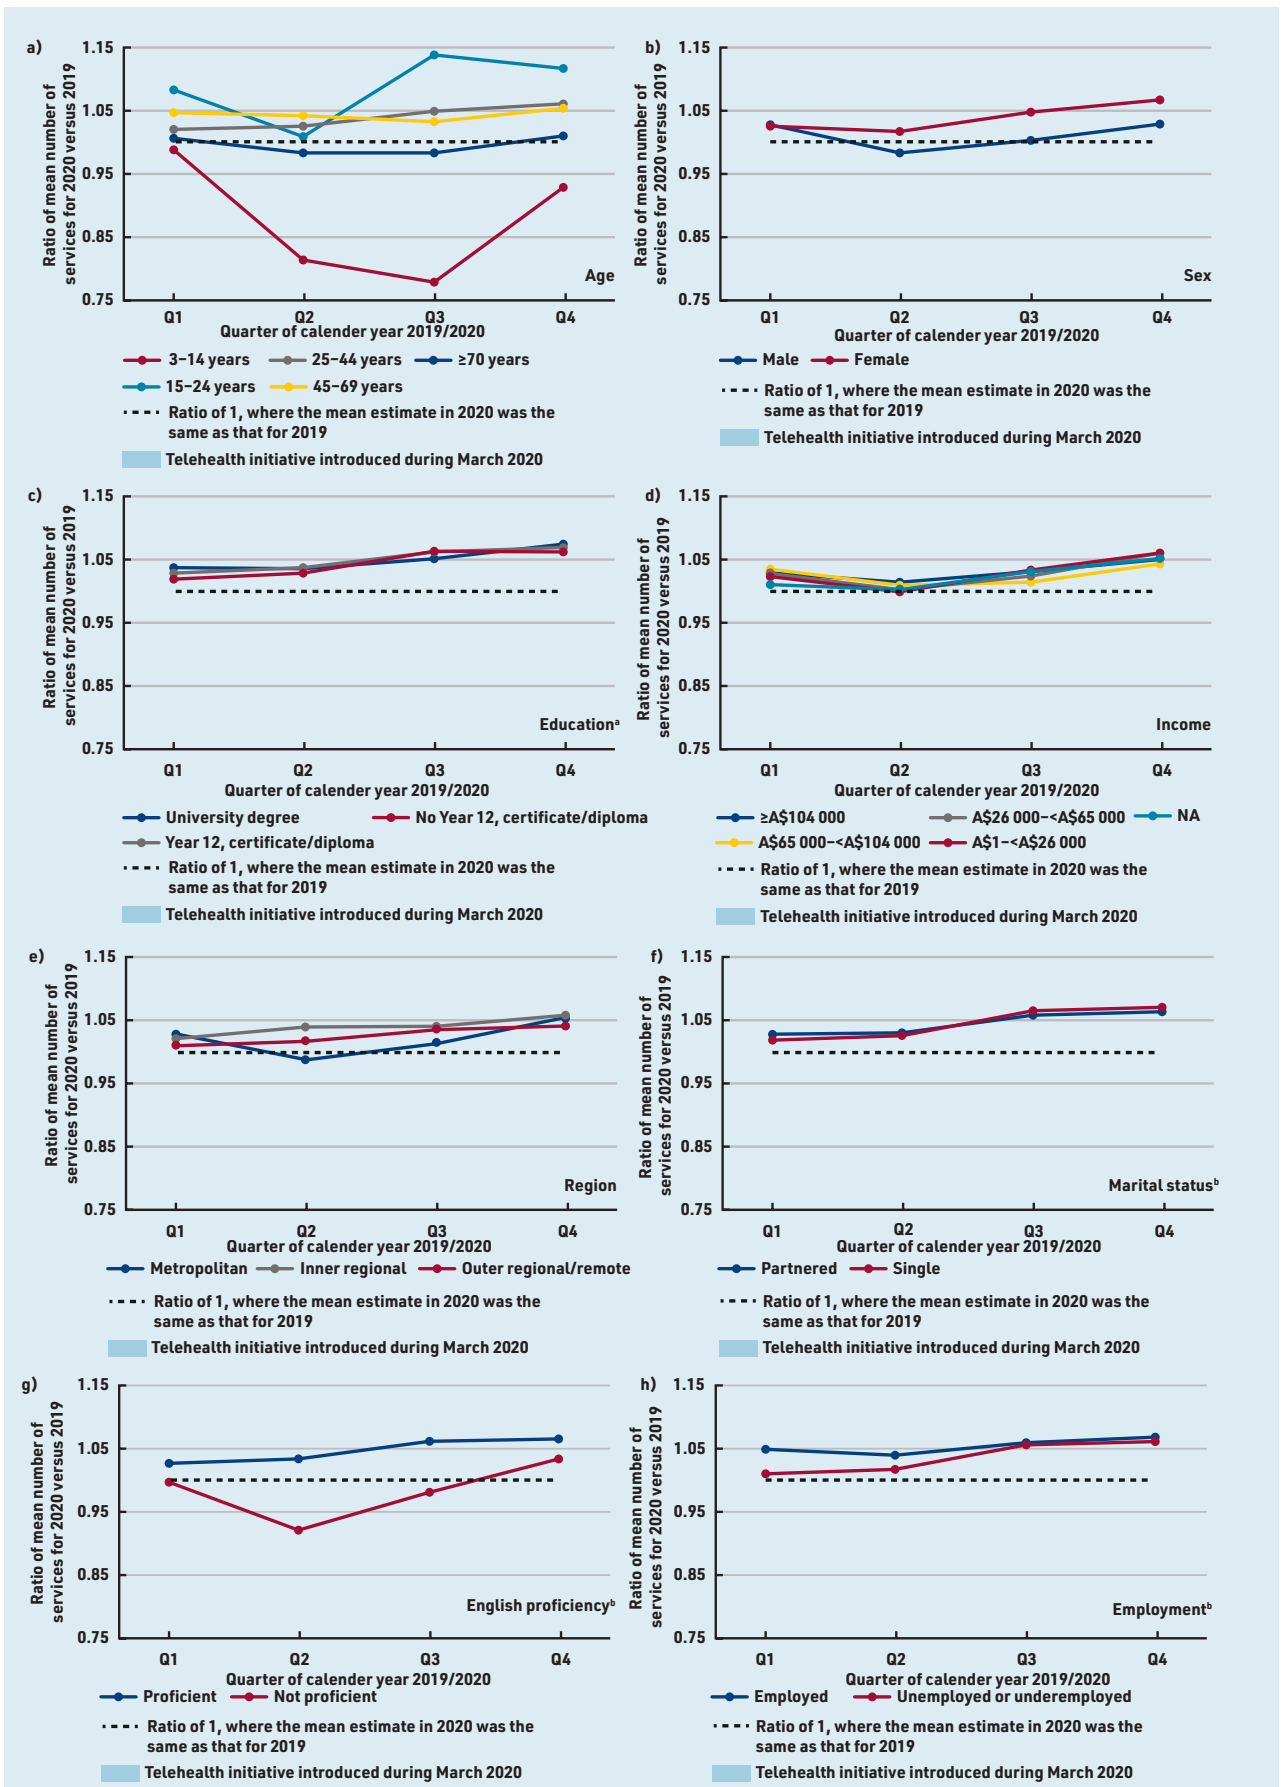 a)
Ratio of mean number of
services for 2020 versus 2019
1.15
1.05
0.95
0.85
0.75
Age
Q1 Q2 Q3 Q4
Quarter of calender year 2019/2020
3–14 years 25–44 years ≥70 years
15–24 years 45–69 years
Ratio of 1, where the mean estimate in 2020 was the
same as that for 2019
Telehealth initiative introduced during March 2020
b)
Ratio of mean number of
services for 2020 versus 2019
1.15
1.05
0.95
0.85
0.75
Sex
Q1 Q2 Q3 Q4
Quarter of calender year 2019/2020
Male Female
Ratio of 1, where the mean estimate in 2020 was the
same as that for 2019
Telehealth initiative introduced during March 2020
c)
Ratio of mean number of
services for 2020 versus 2019
1.15
1.05
0.95
0.85
0.75
Educationᵃ
Q1 Q2 Q3 Q4
Quarter of calender year 2019/2020
University degree No Year 12, certificate/diploma
Year 12, certificate/diploma
Ratio of 1, where the mean estimate in 2020 was the
same as that for 2019
Telehealth initiative introduced during March 2020
d)
Ratio of mean number of
services for 2020 versus 2019
1.15
1.05
0.95
0.85
0.75
Income
Q1 Q2 Q3 Q4
Quarter of calender year 2019/2020
≥A$104 000 A$26 000–<A$65 000 NA
A$65 000–<A$104 000 A$1–<A$26 000
Ratio of 1, where the mean estimate in 2020 was the
same as that for 2019
Telehealth initiative introduced during March 2020
e)
Ratio of mean number of
services for 2020 versus 2019
1.15
1.05
0.95
0.85
0.75
Region
Q1 Q2 Q3 Q4
Quarter of calender year 2019/2020
Metropolitan Inner regional Outer regional/remote
Ratio of 1, where the mean estimate in 2020 was the
same as that for 2019
Telehealth initiative introduced during March 2020
f)
Ratio of mean number of
services for 2020 versus 2019
1.15
1.05
0.95
0.85
0.75
Marital statusᵇ
Q1 Q2 Q3 Q4
Quarter of calender year 2019/2020
Partnered Single
Ratio of 1, where the mean estimate in 2020 was the
same as that for 2019
Telehealth initiative introduced during March 2020
g)
Ratio of mean number of
services for 2020 versus 2019
1.15
1.05
0.95
0.85
0.75
English proficiencyᵇ
Q1 Q2 Q3 Q4
Quarter of calender year 2019/2020
Proficient Not proficient
Ratio of 1, where the mean estimate in 2020 was the
same as that for 2019
Telehealth initiative introduced during March 2020
h)
Ratio of mean number of
services for 2020 versus 2019
1.15
1.05
0.95
0.85
0.75
Employmentᵇ
Q1 Q2 Q3 Q4
Quarter of calender year 2019/2020
Employed Unemployed or underemployed
Ratio of 1, where the mean estimate in 2020 was the
same as that for 2019
Telehealth initiative introduced during March 2020